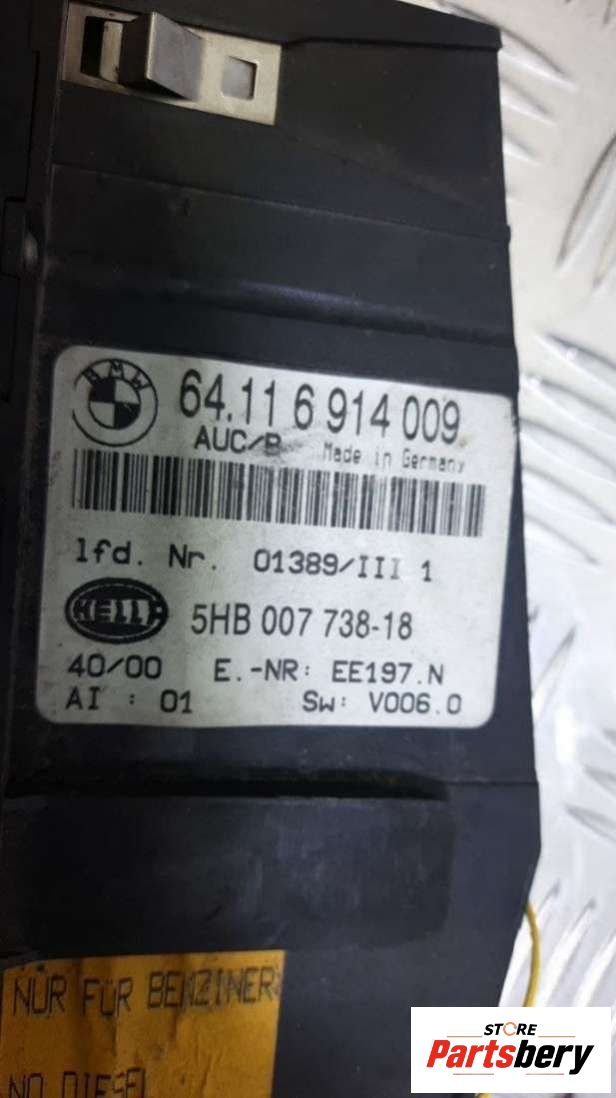 BMW
64.11 6 914 009
AUC/B Made in Germany
lfd. Nr. 01389/III 1
HELLA 5HB 007 738-18
40/00 E.-NR: EE197.N
AI : 01 SW: V006.0
NUR FÜR BENZINER
NO DIESEL
STORE
Partsbery